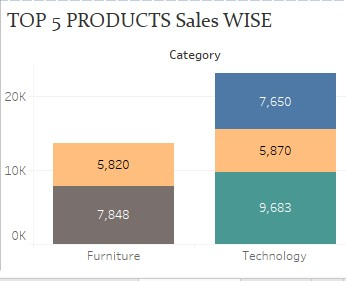 TOP 5 PRODUCTS Sales WISE
Category
20K
7,650
5,820
5,870
10K
7,848
9,683
0K
Furniture
Technology